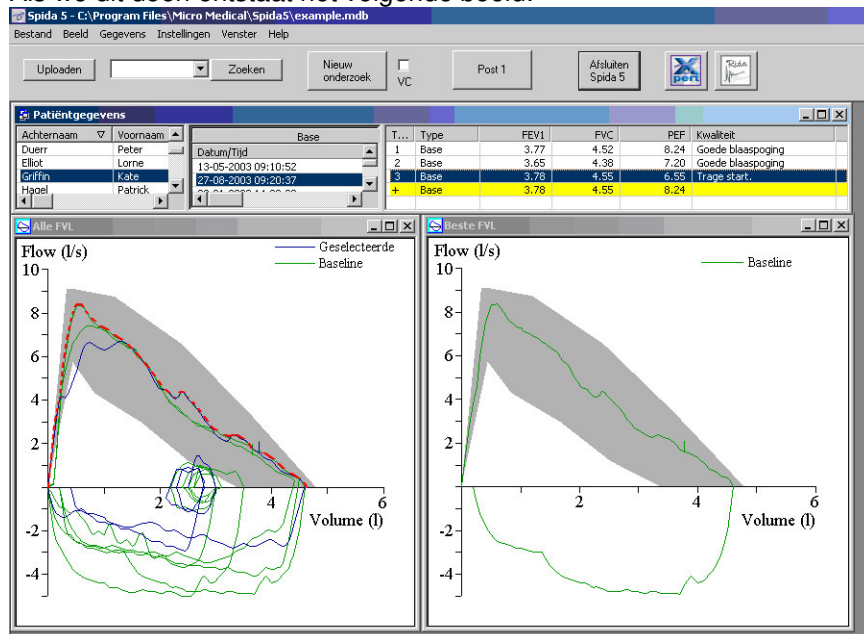 Als we dit doen ontstaat het volgende beeld:
Spida 5 - C:\Program Files\Micro Medical\Spida5\example.mdb
Bestand Beeld Gegevens Instellingen Venster Help
Uploaden Zoeken Nieuw onderzoek VC Post 1 Afsluiten Spida 5 Xpert Rida
Patiëntgegevens
Achternaam Voornaam Base T... Type FEV1 FVC PEF Kwaliteit
Duerr Peter Datum/Tijd 1 Base 3.77 4.52 8.24 Goede blaaspoging
Elliot Lorne 13-05-2003 09:10:52 2 Base 3.65 4.38 7.20 Goede blaaspoging
Griffin Kate 27-08-2003 09:20:37 3 Base 3.78 4.55 6.55 Trage start.
Hagel Patrick + Base 3.78 4.55 8.24
Alle FVL
Flow (l/s)
Geselecteerde
Baseline
10
8
6
4
2
-2
-4
2 4 6
Volume (l)
Beste FVL
Flow (l/s)
Baseline
10
8
6
4
2
-2
-4
2 4 6
Volume (l)